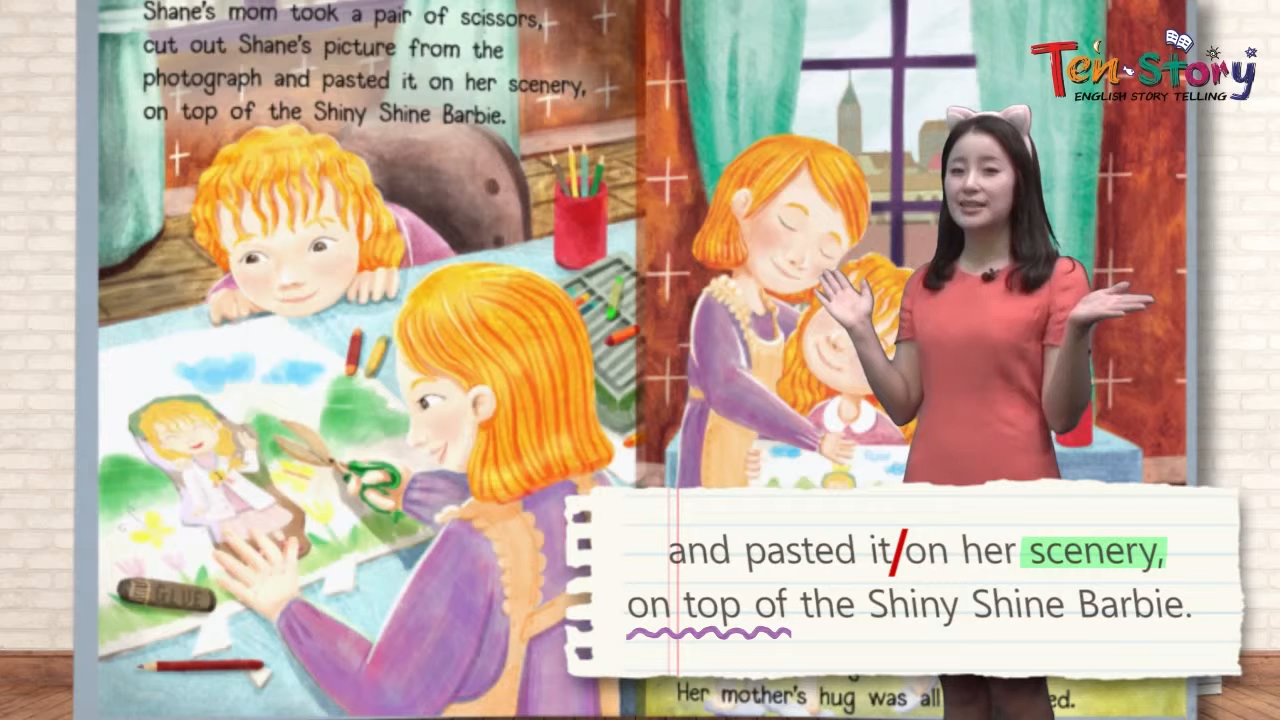 Shane's mom took a pair of scissors,
cut out Shane's picture from the
photograph and pasted it on her scenery,
on top of the Shiny Shine Barbie.
Ten Story
ENGLISH STORY TELLING
GLUE
and pasted it/on her scenery,
on top of the Shiny Shine Barbie.
Her mother's hug was all